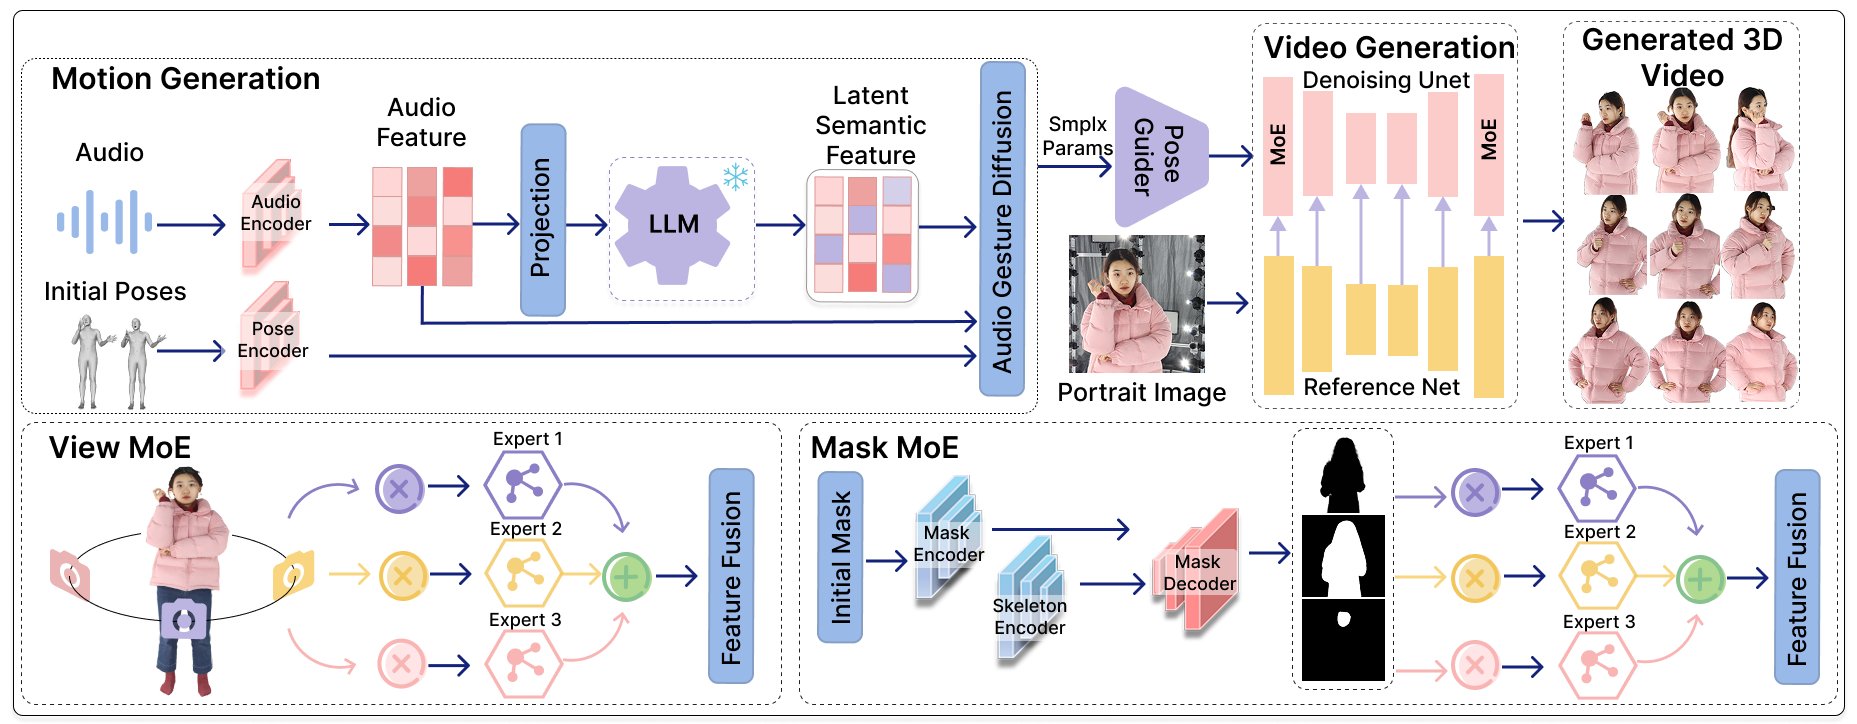 Motion Generation
Audio
Audio
Encoder
Initial Poses
Pose
Encoder
Audio
Feature
Projection
LLM
Latent
Semantic
Feature
Audio Gesture Diffusion
Smplx
Params
Pose
Guider
Portrait Image
Video Generation
Denoising Unet
MoE
MoE
Reference Net
Generated 3D
Video
View MoE
Expert 1
Expert 2
Expert 3
Feature Fusion
Mask MoE
Initial Mask
Mask
Encoder
Skeleton
Encoder
Mask
Decoder
Expert 1
Expert 2
Expert 3
Feature Fusion